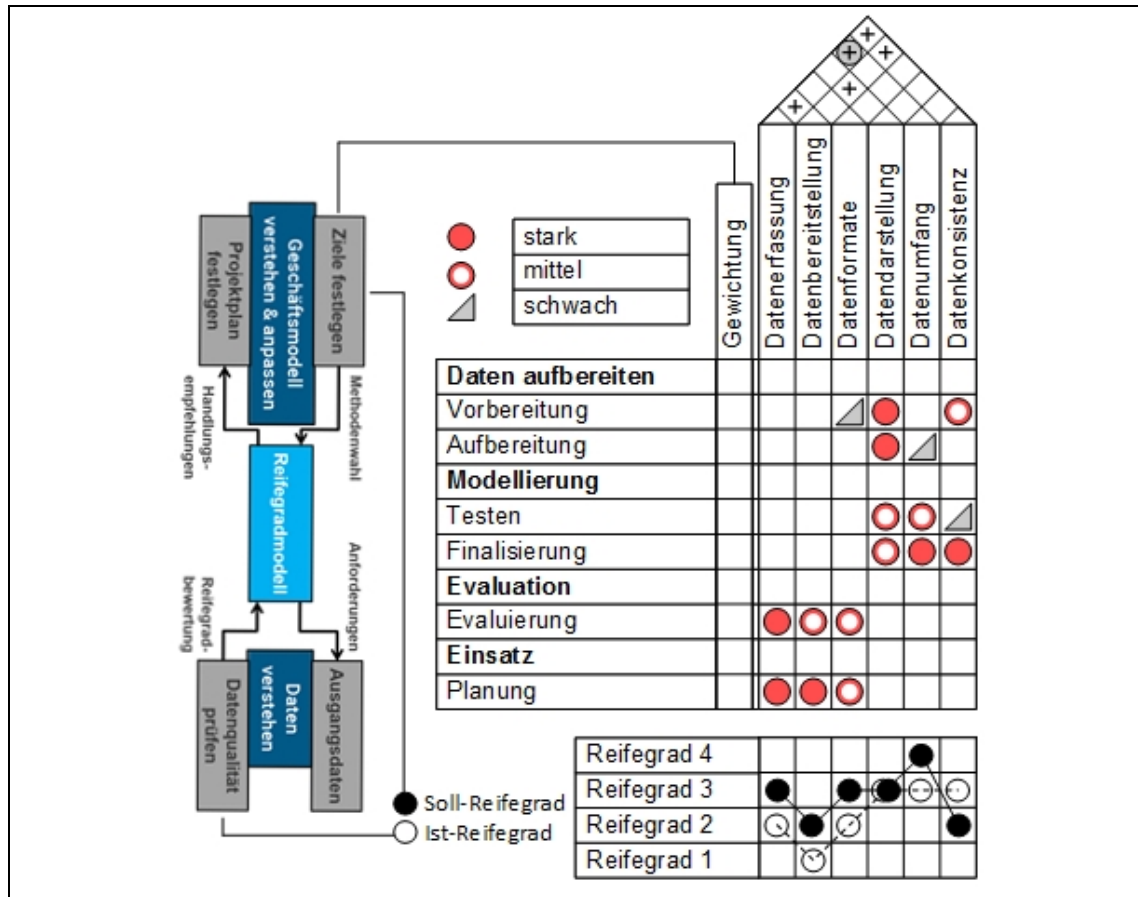 Projektplan
festlegen
Geschäftsmodell
verstehen & anpassen
Ziele festlegen
Handlungs-
empfehlungen
Methodenwahl
Reifegradmodell
Reifegrad-
bewertung
Anforderungen
Datenqualität
prüfen
Daten
verstehen
Ausgangsdaten
stark
mittel
schwach
+
+
+
+
+
Gewichtung
Datenerfassung
Datenbereitstellung
Datenformate
Datendarstellung
Datenumfang
Datenkonsistenz
Daten aufbereiten
Vorbereitung
Aufbereitung
Modellierung
Testen
Finalisierung
Evaluation
Evaluierung
Einsatz
Planung
Reifegrad 4
Reifegrad 3
Reifegrad 2
Reifegrad 1
Soll-Reifegrad
Ist-Reifegrad